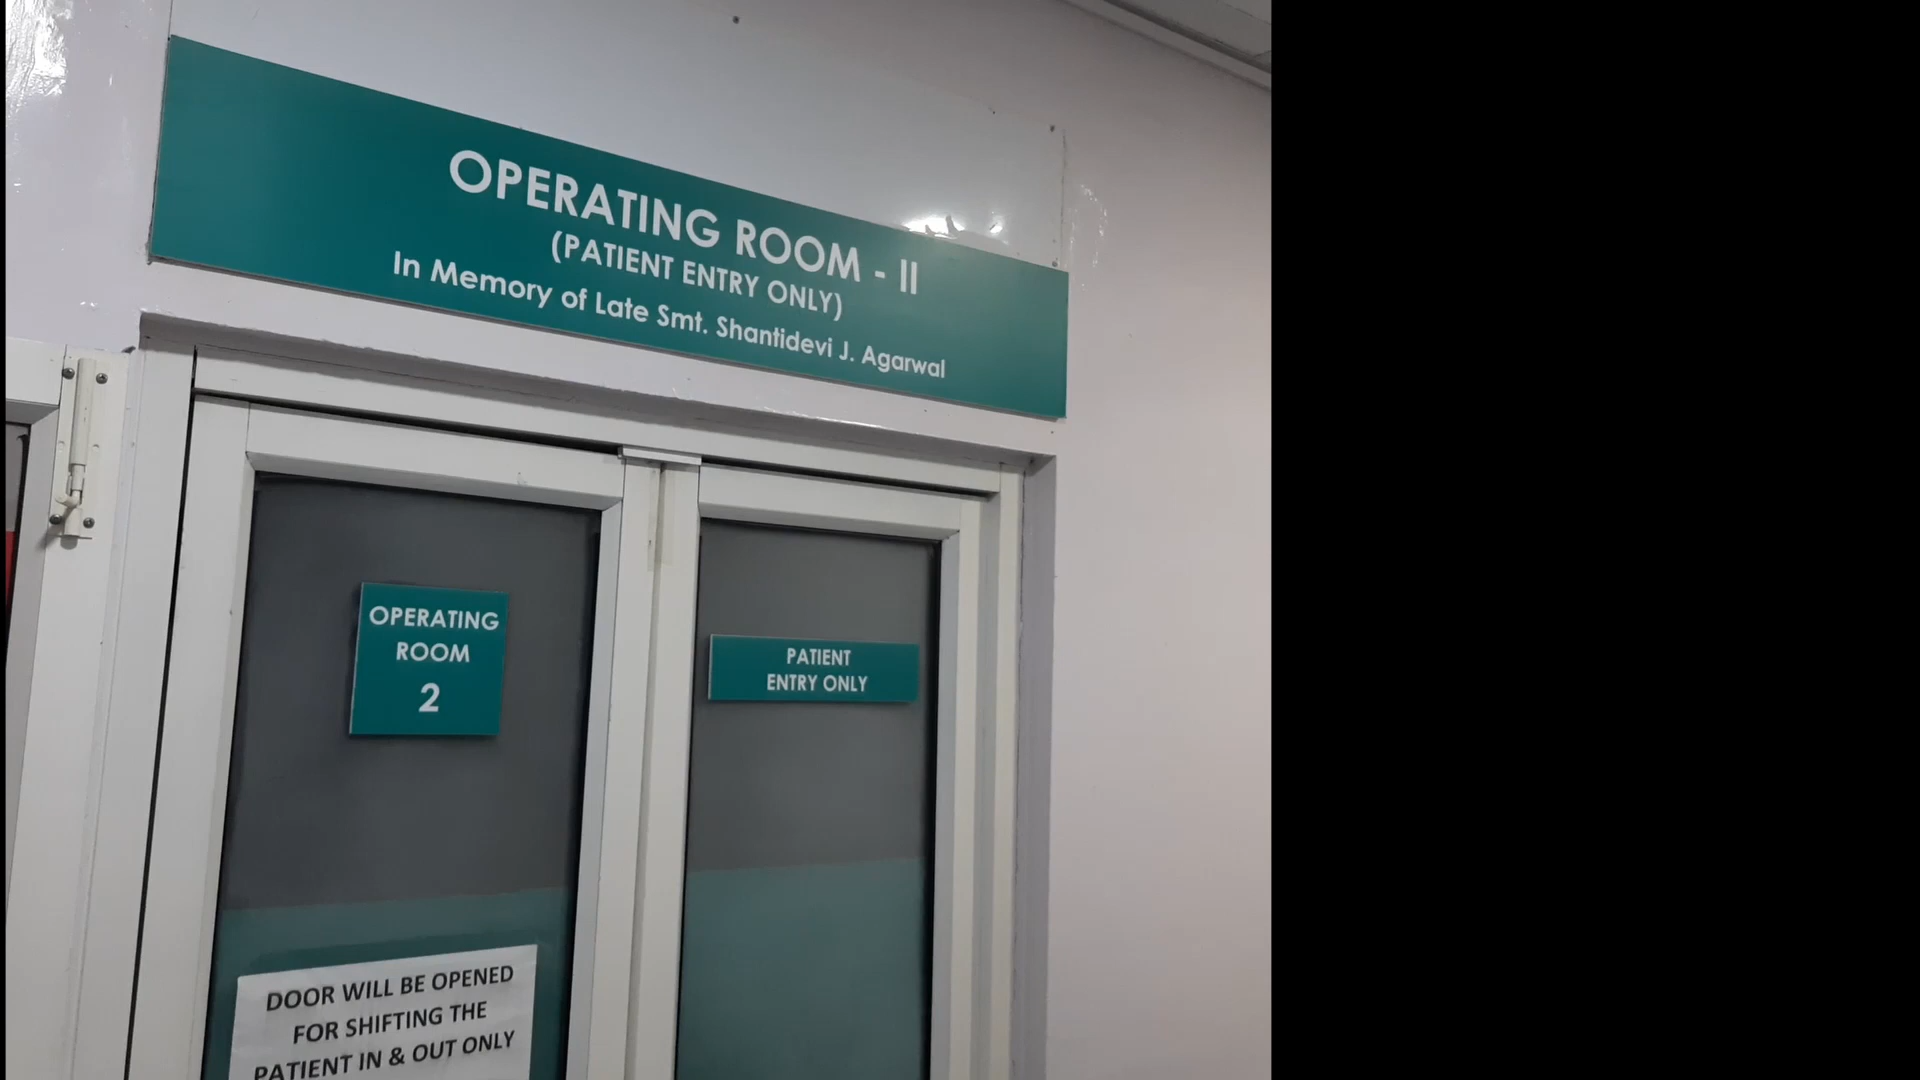 OPERATING ROOM - II
(PATIENT ENTRY ONLY)
In Memory of Late Smt. Shantidevi J. Agarwal
OPERATING
ROOM
2
PATIENT
ENTRY ONLY
DOOR WILL BE OPENED
FOR SHIFTING THE
PATIENT IN & OUT ONLY